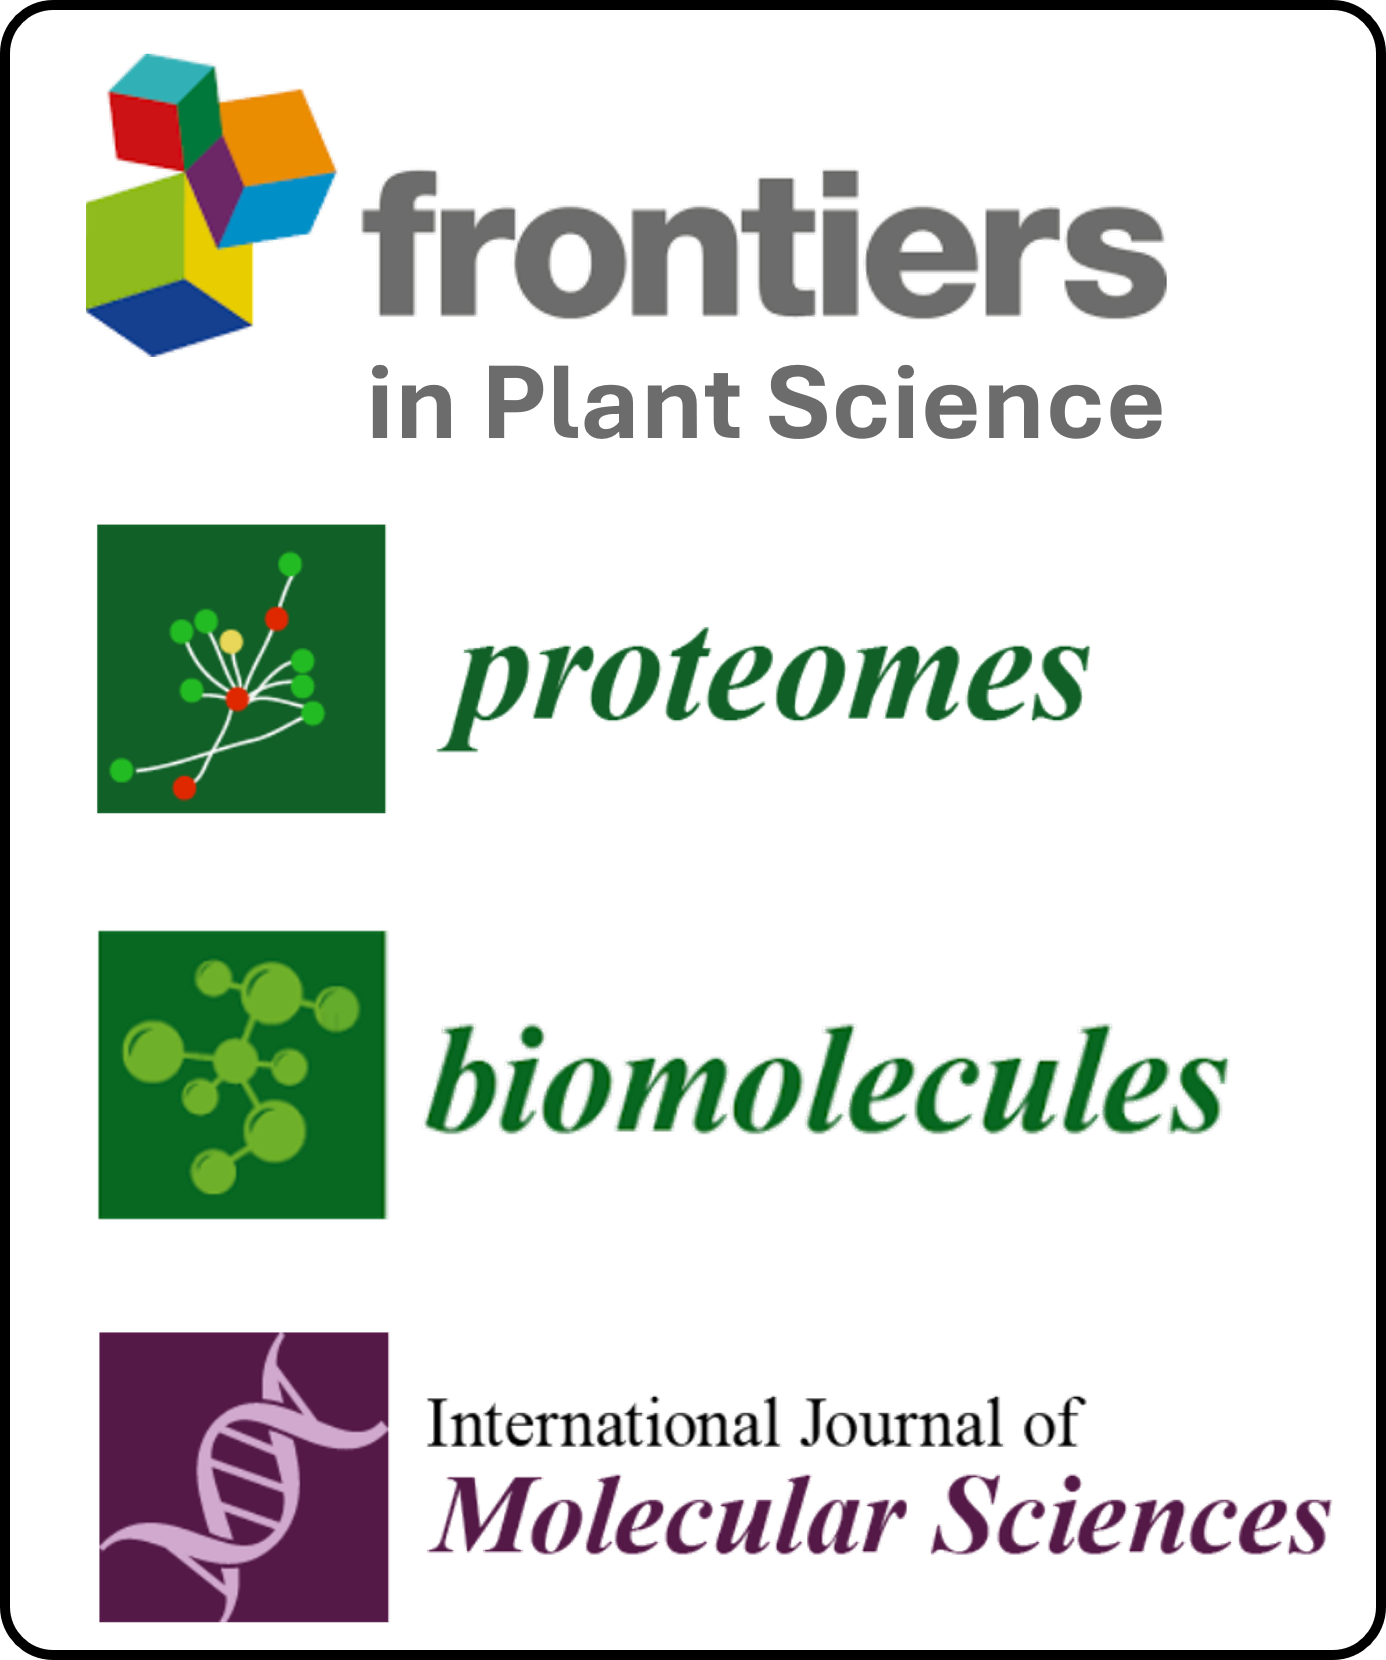 frontiers
in Plant Science
proteomes
biomolecules
International Journal of
Molecular Sciences